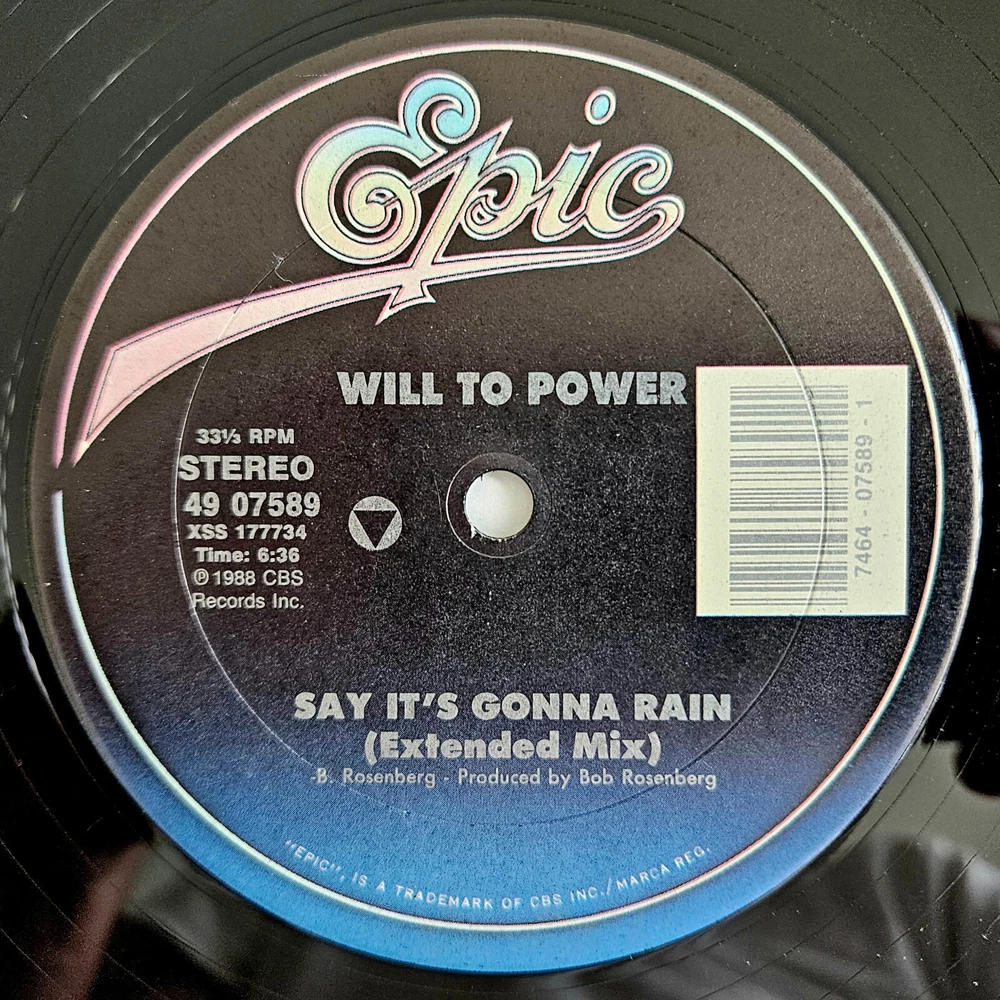 Epic
WILL TO POWER
33⅓ RPM
STEREO
49 07589
XSS 177734
Time: 6:36
℗ 1988 CBS
Records Inc.
7464 - 07589 - 1
SAY IT'S GONNA RAIN
(Extended Mix)
-B. Rosenberg - Produced by Bob Rosenberg
"EPIC", IS A TRADEMARK OF CBS INC./MARCA REG.